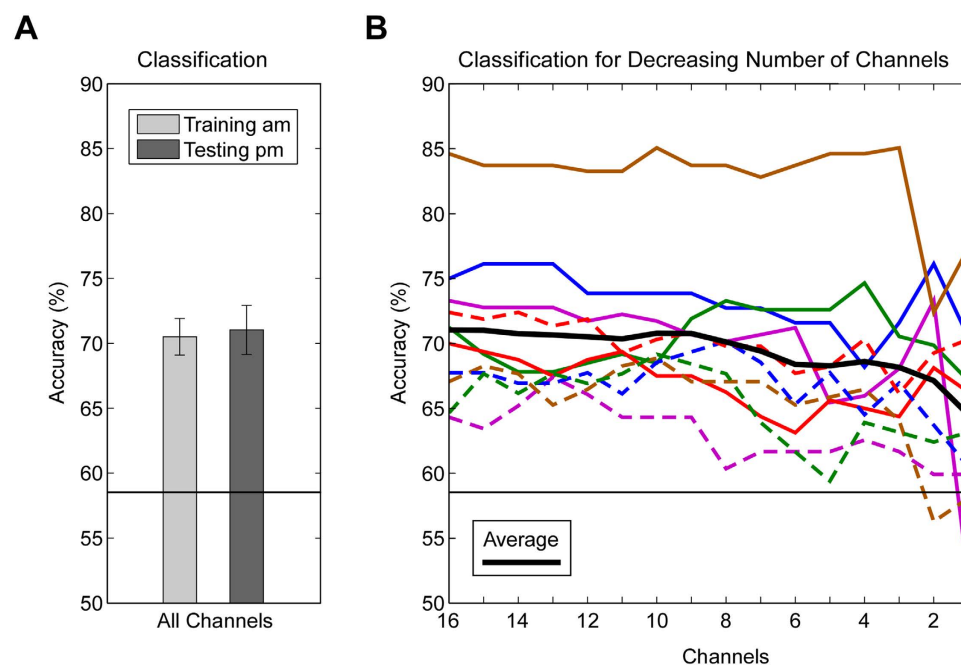 A
B
Classification
Classification for Decreasing Number of Channels
90
85
80
75
70
65
60
55
50
Accuracy (%)
Training am
Testing pm
All Channels
90
85
80
75
70
65
60
55
50
Accuracy (%)
Average
16 14 12 10 8 6 4 2
Channels